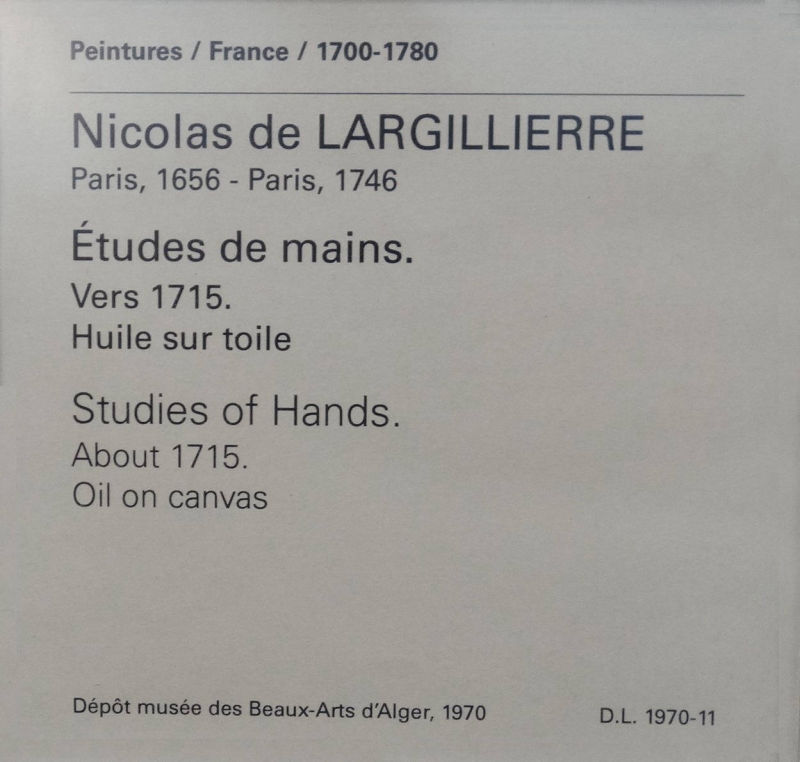 Peintures / France / 1700-1780
Nicolas de LARGILLIERRE
Paris, 1656 - Paris, 1746
Études de mains.
Vers 1715.
Huile sur toile
Studies of Hands.
About 1715.
Oil on canvas
Dépôt musée des Beaux-Arts d'Alger, 1970
D.L. 1970-11